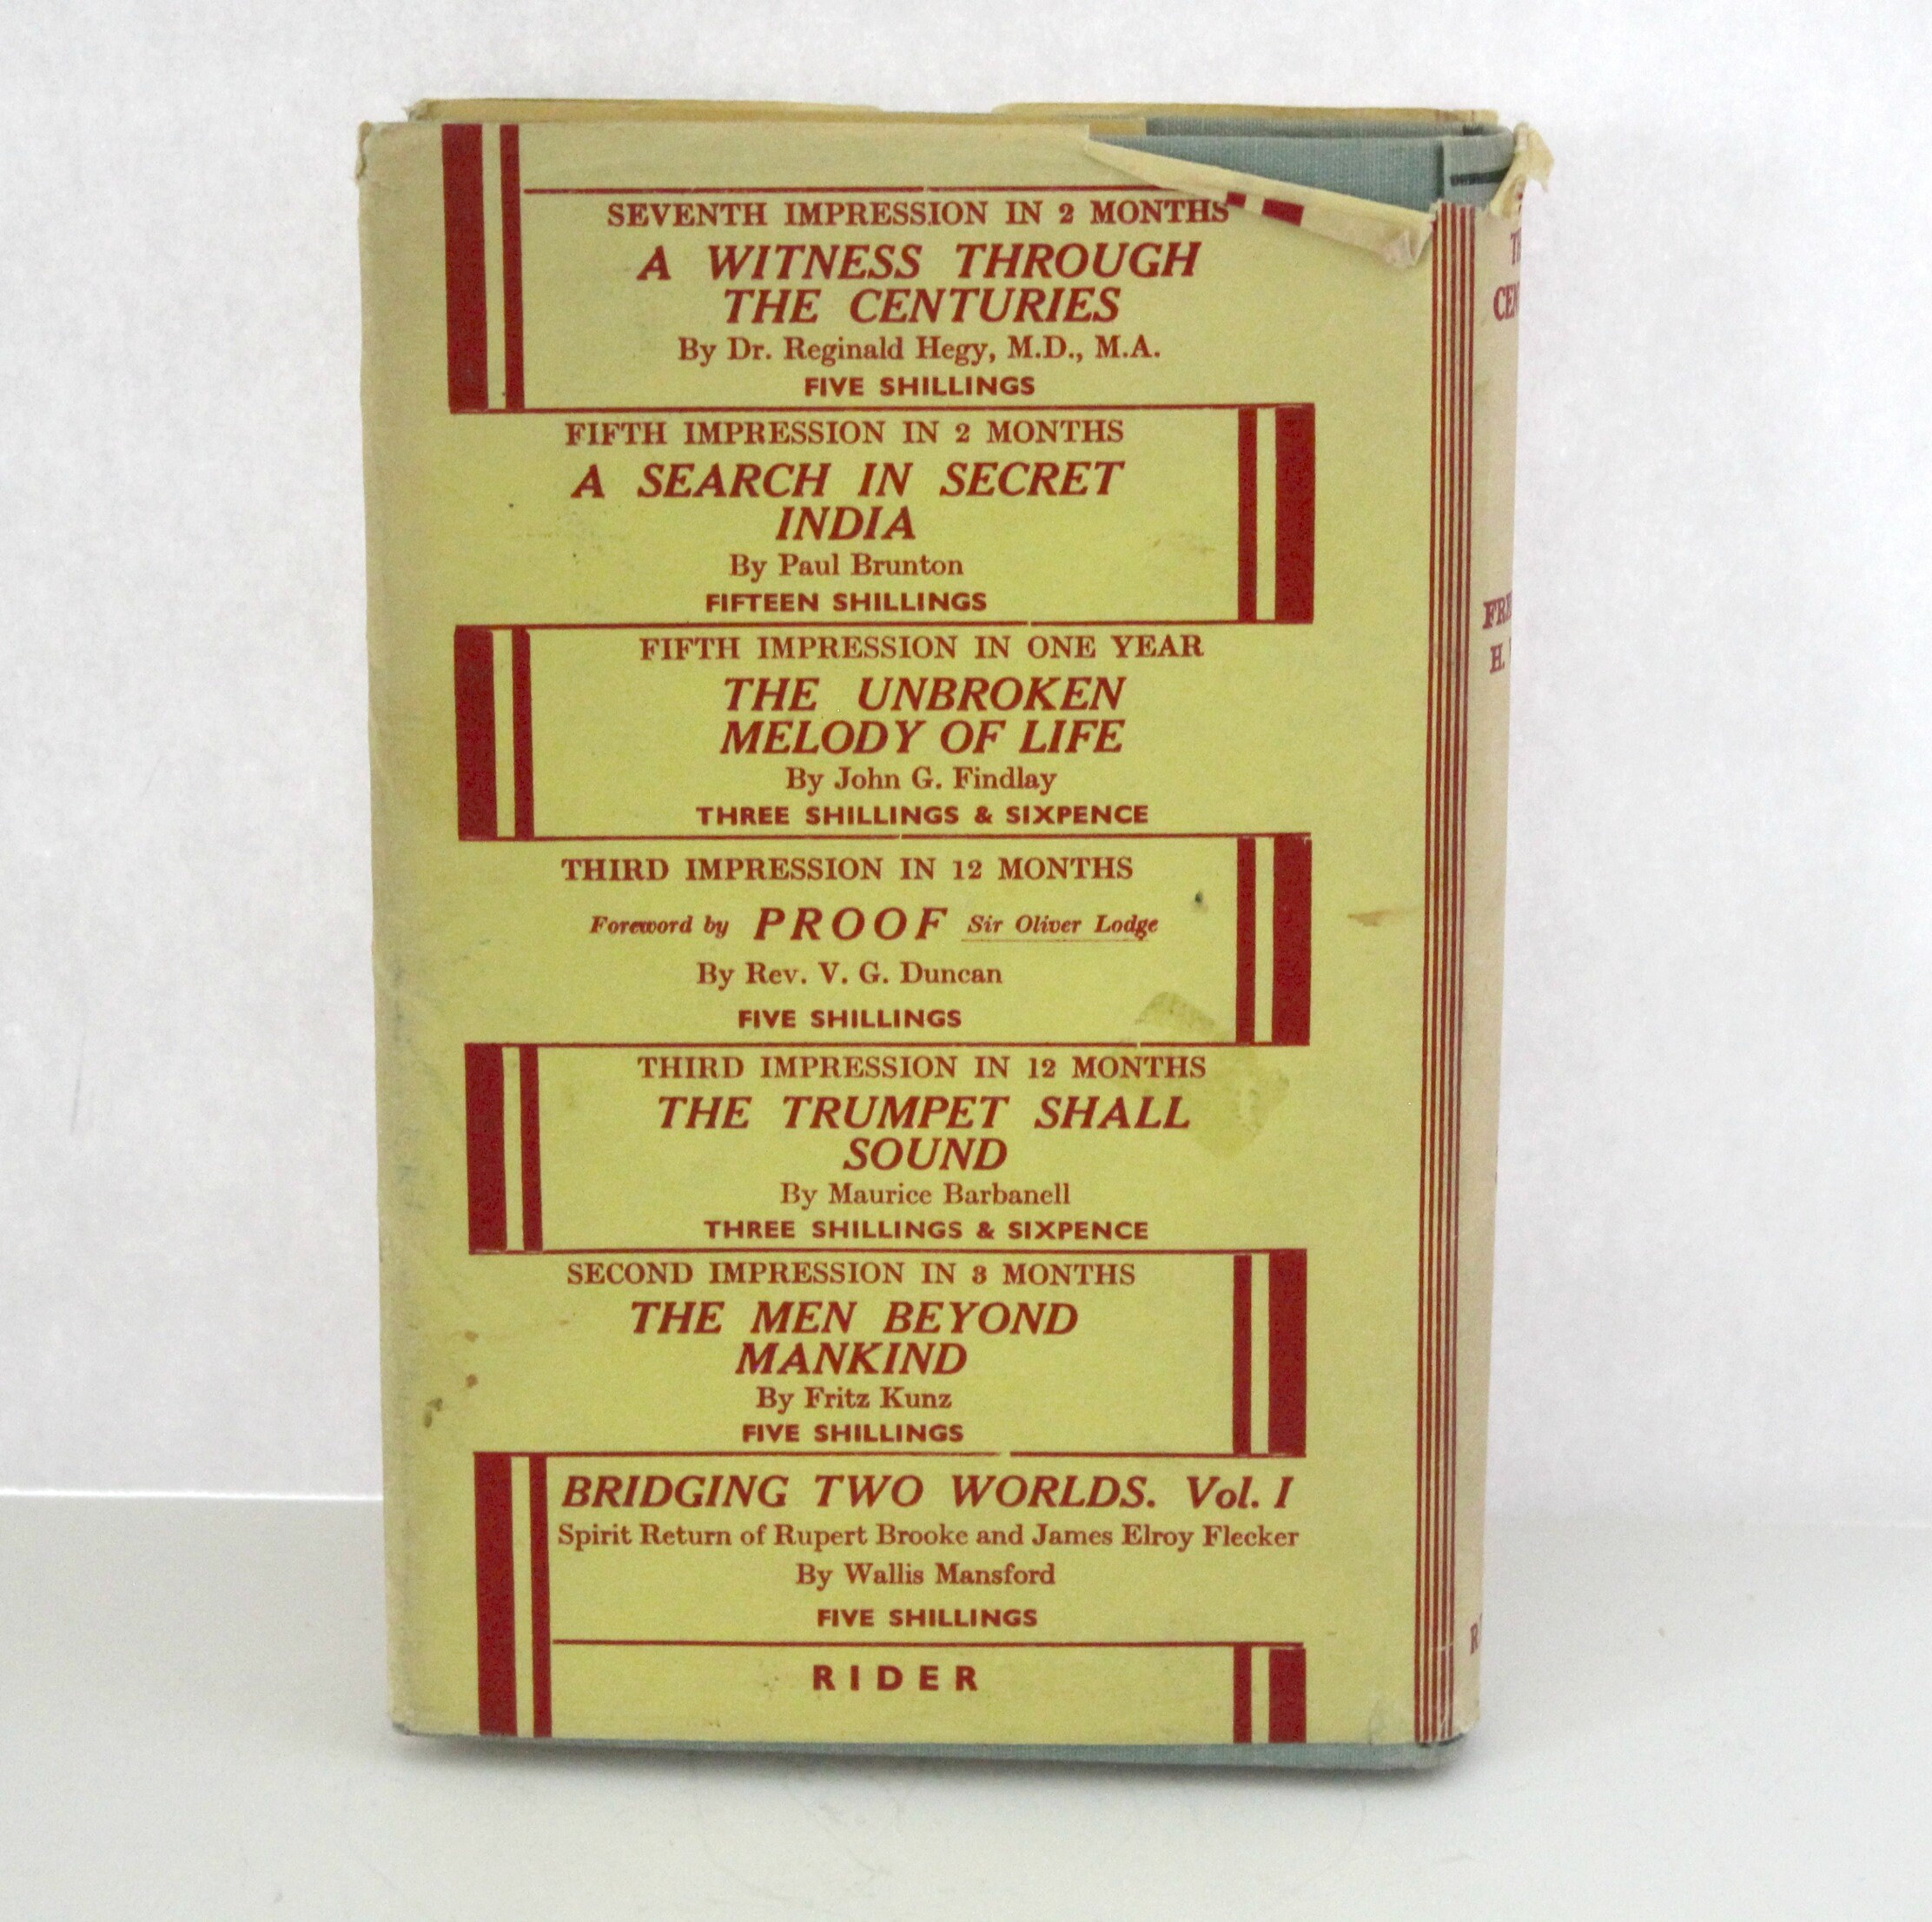 SEVENTH IMPRESSION IN 2 MONTHS
A WITNESS THROUGH
THE CENTURIES
By Dr. Reginald Hegy, M.D., M.A.
FIVE SHILLINGS
FIFTH IMPRESSION IN 2 MONTHS
A SEARCH IN SECRET
INDIA
By Paul Brunton
FIFTEEN SHILLINGS
FIFTH IMPRESSION IN ONE YEAR
THE UNBROKEN
MELODY OF LIFE
By John G. Findlay
THREE SHILLINGS & SIXPENCE
THIRD IMPRESSION IN 12 MONTHS
Foreword by PROOF Sir Oliver Lodge
By Rev. V. G. Duncan
FIVE SHILLINGS
THIRD IMPRESSION IN 12 MONTHS
THE TRUMPET SHALL
SOUND
By Maurice Barbanell
THREE SHILLINGS & SIXPENCE
SECOND IMPRESSION IN 3 MONTHS
THE MEN BEYOND
MANKIND
By Fritz Kunz
FIVE SHILLINGS
BRIDGING TWO WORLDS. Vol. I
Spirit Return of Rupert Brooke and James Elroy Flecker
By Wallis Mansford
FIVE SHILLINGS
RIDER